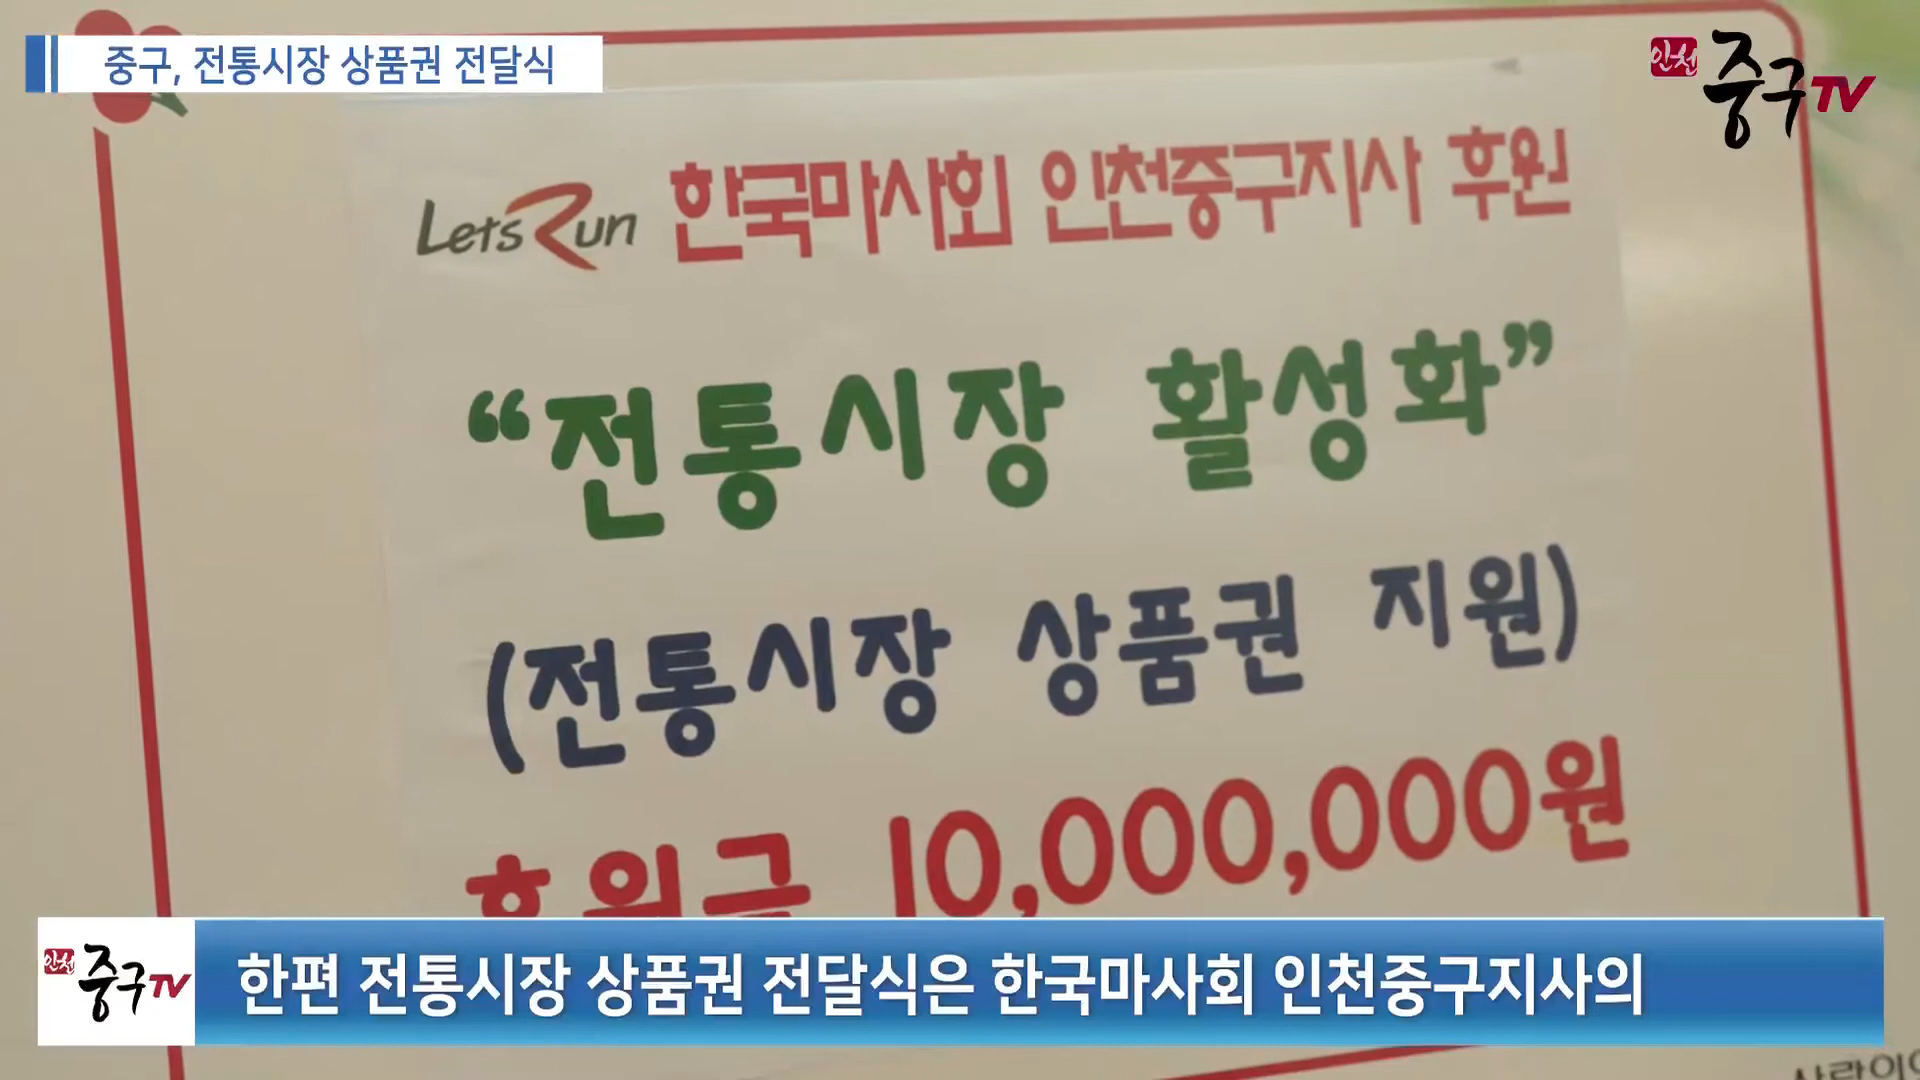 중구, 전통시장 상품권 전달식
인천 중구TV
LetsRun 한국마사회 인천중구지사 후원
“전통시장 활성화”
(전통시장 상품권 지원)
후원금 10,000,000원
인천 중구TV
한편 전통시장 상품권 전달식은 한국마사회 인천중구지사의